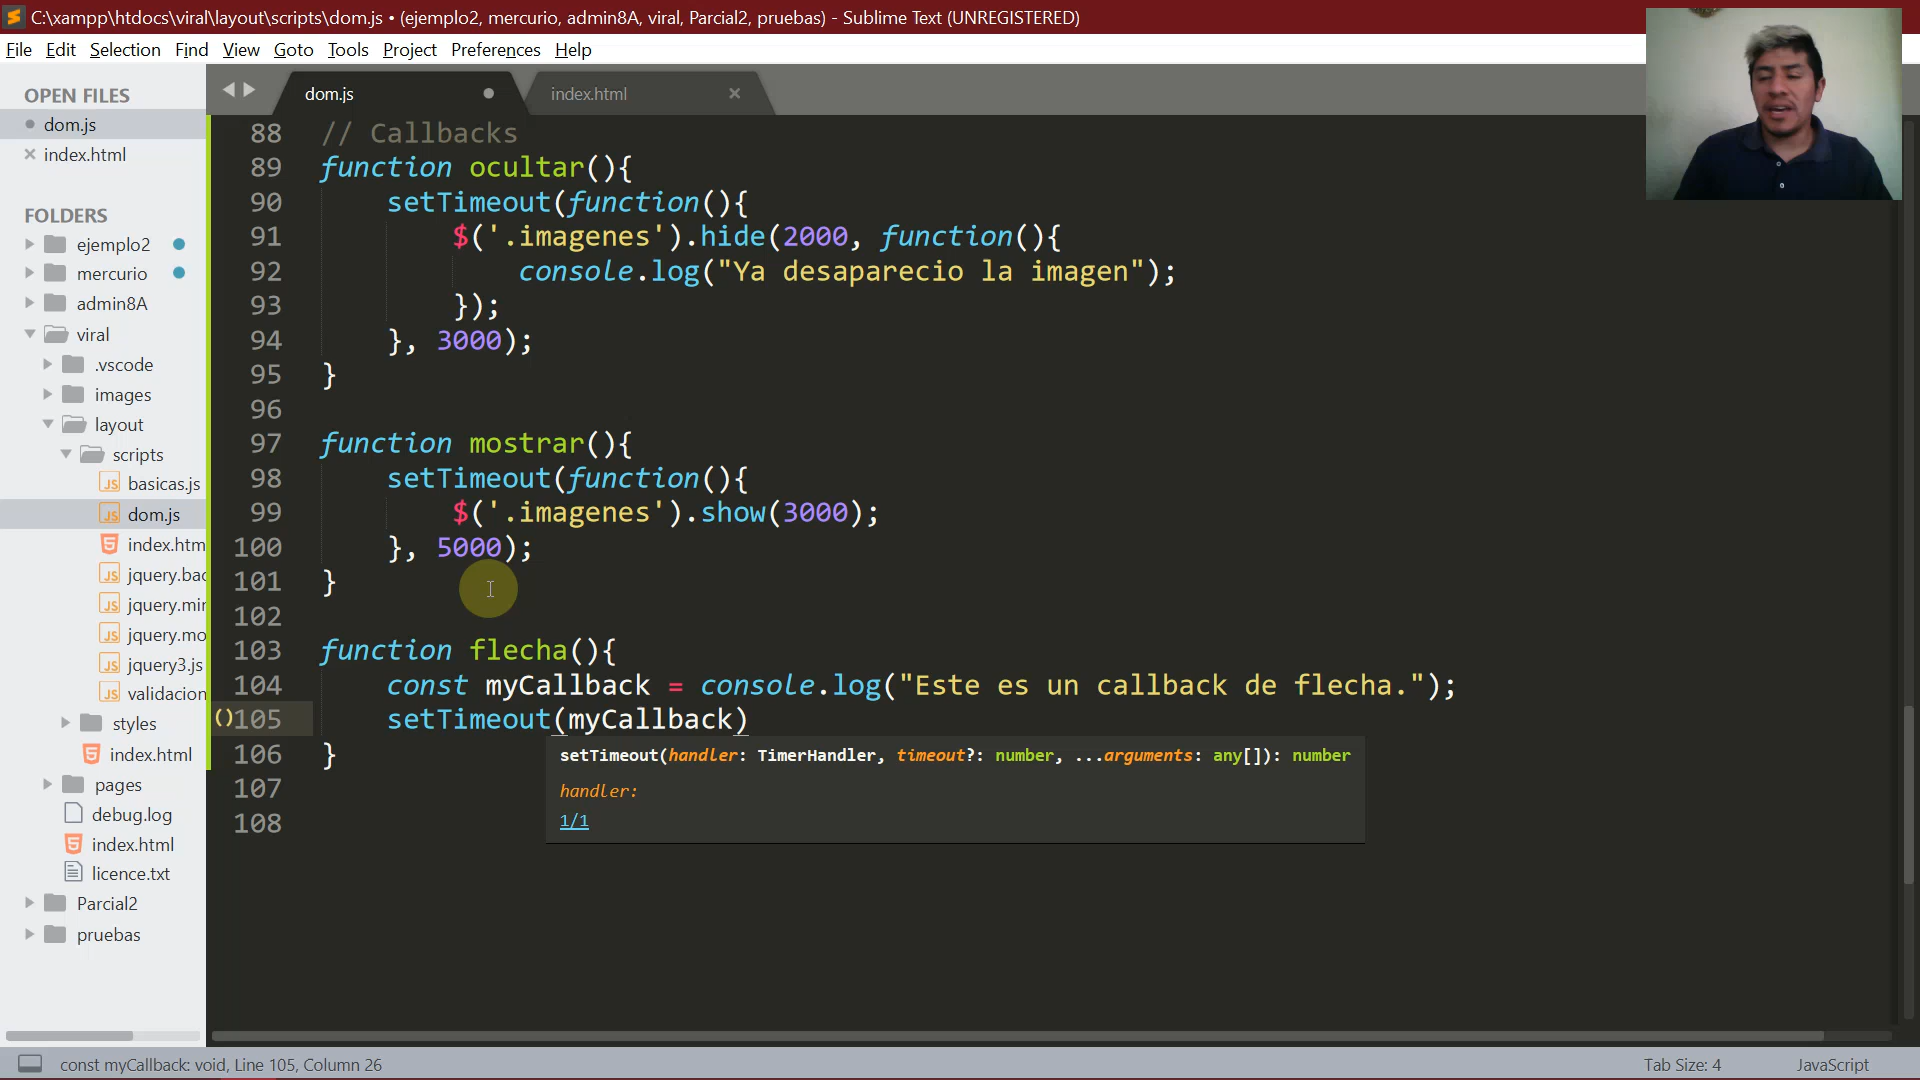 C:\xampp\htdocs\viral\layout\scripts\dom.js • (ejemplo2, mercurio, admin8A, viral, Parcial2, pruebas) - Sublime Text (UNREGISTERED)
File Edit Selection Find View Goto Tools Project Preferences Help
OPEN FILES
dom.js
index.html
FOLDERS
ejemplo2
mercurio
admin8A
viral
.vscode
images
layout
scripts
basicas.js
dom.js
index.htm
jquery.bac
jquery.mir
jquery.mo
jquery3.js
validacion
styles
index.html
pages
debug.log
index.html
licence.txt
Parcial2
pruebas
dom.js
index.html
88 // Callbacks
89 function ocultar(){
90 setTimeout(function(){
91 $('.imagenes').hide(2000, function(){
92 console.log("Ya desaparecio la imagen");
93 });
94 }, 3000);
95 }
96
97 function mostrar(){
98 setTimeout(function(){
99 $('.imagenes').show(3000);
100 }, 5000);
101 }
102
103 function flecha(){
104 const myCallback = console.log("Este es un callback de flecha.");
()105 setTimeout(myCallback)
106 }
107
108
setTimeout(handler: TimerHandler, timeout?: number, ...arguments: any[]): number
handler:
1/1
const myCallback: void, Line 105, Column 26
Tab Size: 4
JavaScript